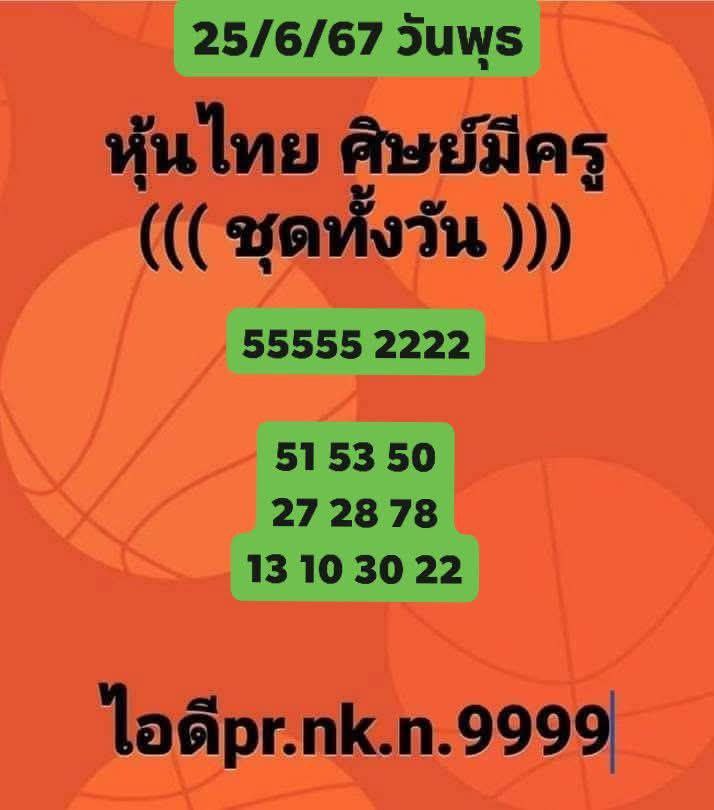 25/6/67 วันพุธ
หุ้นไทย ศิษย์มีครู
((( ชุดทั้งวัน )))
55555 2222
51 53 50
27 28 78
13 10 30 22
ไอดีpr.nk.n.9999